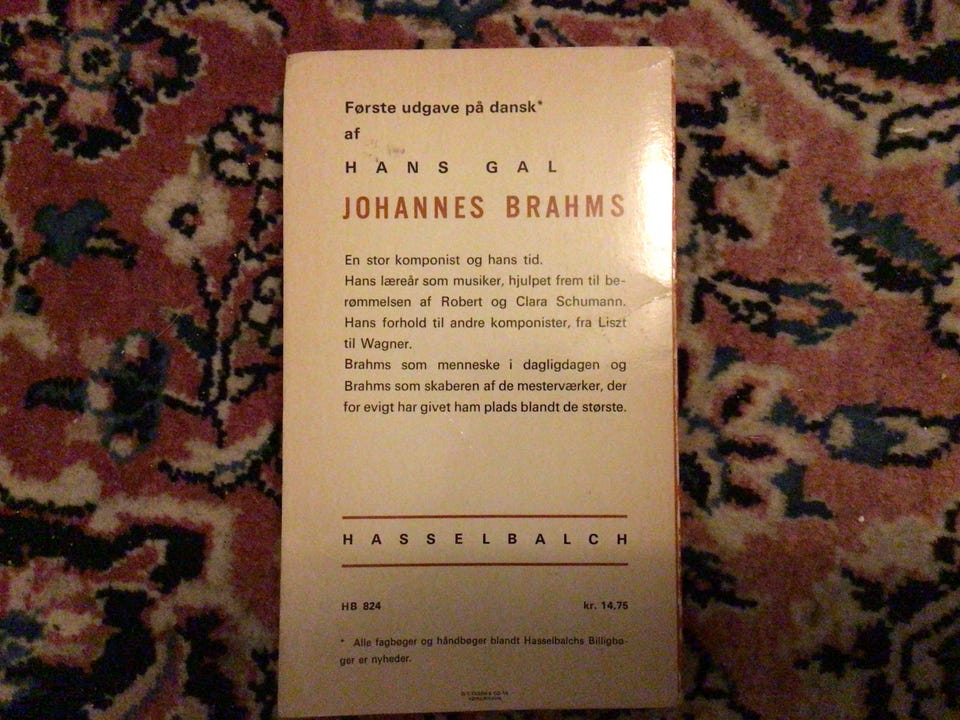 Første udgave på dansk*
af
HANS GAL
JOHANNES BRAHMS
En stor komponist og hans tid.
Hans læreår som musiker, hjulpet frem til be-
rømmelsen af Robert og Clara Schumann.
Hans forhold til andre komponister, fra Liszt
til Wagner.
Brahms som menneske i dagligdagen og
Brahms som skaberen af de mesterværker, der
for evigt har givet ham plads blandt de største.
HASSELBALCH
HB 824 kr. 14.75
* Alle fagbøger og håndbøger blandt Hasselbalchs Billigbø-
ger er nyheder.